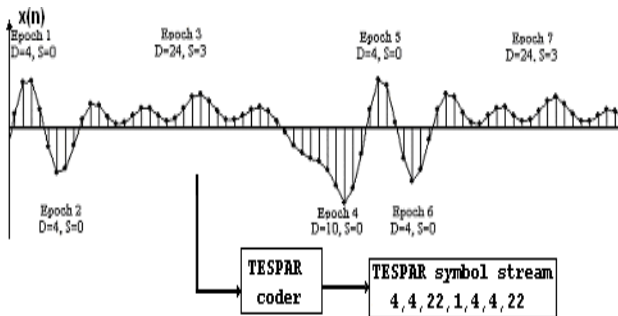 x(n)
Epoch 1
D=4, S=0
Epoch 3
D=24, S=3
Epoch 5
D=4, S=0
Epoch 7
D=24, S=3
Epoch 2
D=4, S=0
Epoch 4
D=10, S=0
Epoch 6
D=4, S=0
TESPAR
coder
TESPAR symbol stream
4,4,22,1,4,4,22